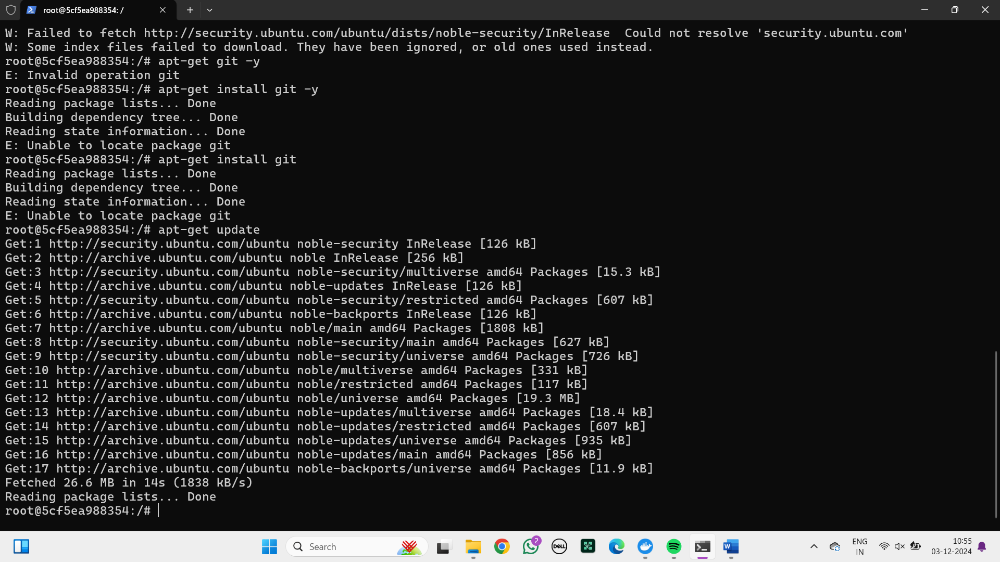 root@5cf5ea988354: /
W: Failed to fetch http://security.ubuntu.com/ubuntu/dists/noble-security/InRelease  Could not resolve 'security.ubuntu.com'
W: Some index files failed to download. They have been ignored, or old ones used instead.
root@5cf5ea988354:/# apt-get git -y
E: Invalid operation git
root@5cf5ea988354:/# apt-get install git -y
Reading package lists... Done
Building dependency tree... Done
Reading state information... Done
E: Unable to locate package git
root@5cf5ea988354:/# apt-get install git
Reading package lists... Done
Building dependency tree... Done
Reading state information... Done
E: Unable to locate package git
root@5cf5ea988354:/# apt-get update
Get:1 http://security.ubuntu.com/ubuntu noble-security InRelease [126 kB]
Get:2 http://archive.ubuntu.com/ubuntu noble InRelease [256 kB]
Get:3 http://security.ubuntu.com/ubuntu noble-security/multiverse amd64 Packages [15.3 kB]
Get:4 http://archive.ubuntu.com/ubuntu noble-updates InRelease [126 kB]
Get:5 http://security.ubuntu.com/ubuntu noble-security/restricted amd64 Packages [607 kB]
Get:6 http://archive.ubuntu.com/ubuntu noble-backports InRelease [126 kB]
Get:7 http://archive.ubuntu.com/ubuntu noble/main amd64 Packages [1808 kB]
Get:8 http://security.ubuntu.com/ubuntu noble-security/main amd64 Packages [627 kB]
Get:9 http://security.ubuntu.com/ubuntu noble-security/universe amd64 Packages [726 kB]
Get:10 http://archive.ubuntu.com/ubuntu noble/multiverse amd64 Packages [331 kB]
Get:11 http://archive.ubuntu.com/ubuntu noble/restricted amd64 Packages [117 kB]
Get:12 http://archive.ubuntu.com/ubuntu noble/universe amd64 Packages [19.3 MB]
Get:13 http://archive.ubuntu.com/ubuntu noble-updates/multiverse amd64 Packages [18.4 kB]
Get:14 http://archive.ubuntu.com/ubuntu noble-updates/restricted amd64 Packages [607 kB]
Get:15 http://archive.ubuntu.com/ubuntu noble-updates/universe amd64 Packages [935 kB]
Get:16 http://archive.ubuntu.com/ubuntu noble-updates/main amd64 Packages [856 kB]
Get:17 http://archive.ubuntu.com/ubuntu noble-backports/universe amd64 Packages [11.9 kB]
Fetched 26.6 MB in 14s (1838 kB/s)
Reading package lists... Done
root@5cf5ea988354:/#
Search
2
DELL
W
ENG
IN
10:55
03-12-2024